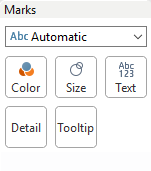 Marks
Abc Automatic
Abc
123
Color Size Text
Detail Tooltip